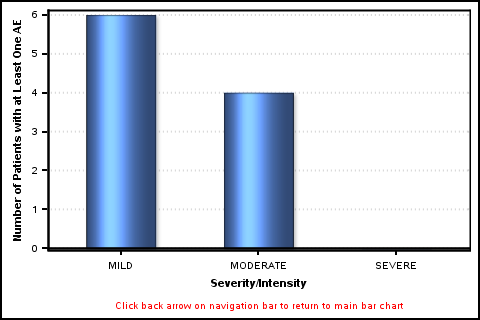 Number of Patients with at Least One AE
6
5
4
3
2
1
0
MILD
MODERATE
SEVERE
Severity/Intensity
Click back arrow on navigation bar to return to main bar chart